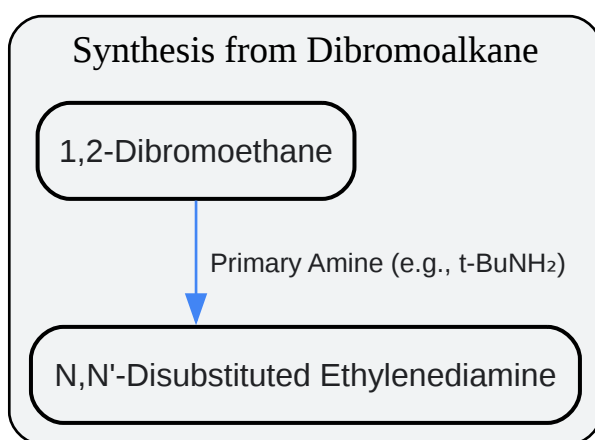 Synthesis from Dibromoalkane
1,2-Dibromoethane
Primary Amine (e.g., t-BuNH₂)
N,N'-Disubstituted Ethylenediamine